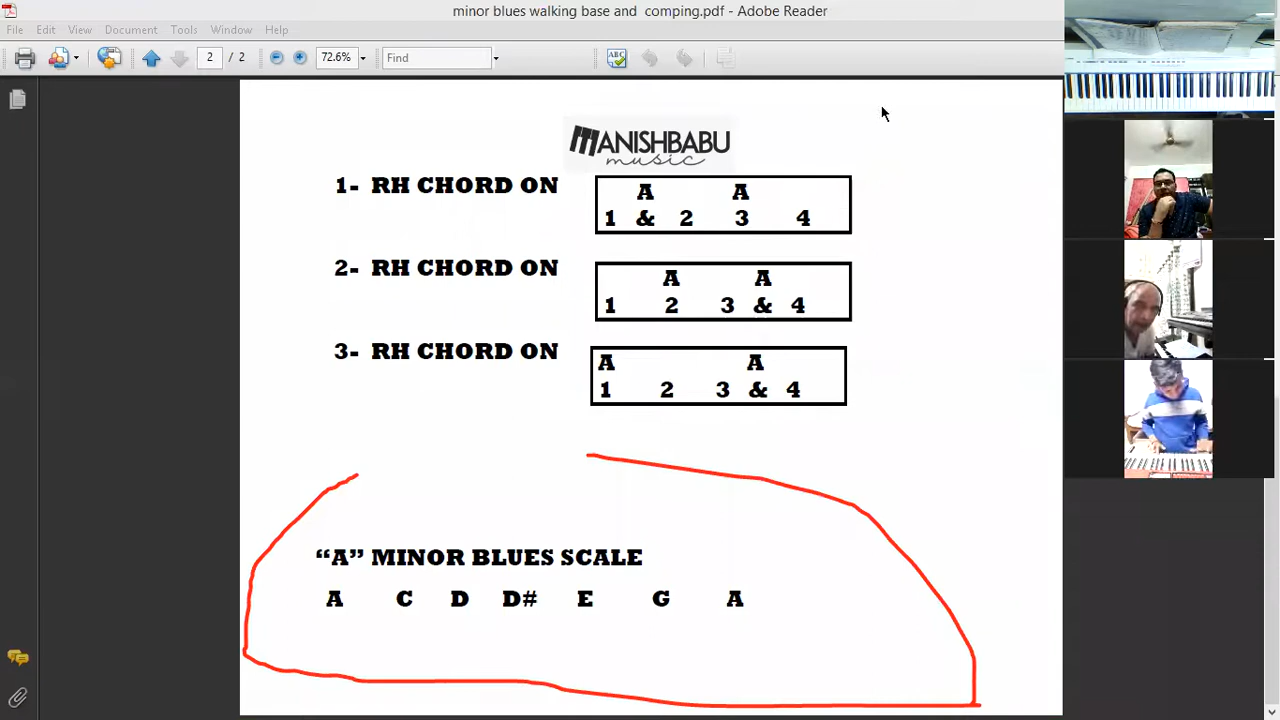 minor blues walking base and comping.pdf - Adobe Reader
File Edit View Document Tools Window Help
2 / 2 72.6% Find
MANISHBABU
music
1- RH CHORD ON
A A
1 & 2 3 4
2- RH CHORD ON
A A
1 2 3 & 4
3- RH CHORD ON
A A
1 2 3 & 4
“A” MINOR BLUES SCALE
A C D D# E G A